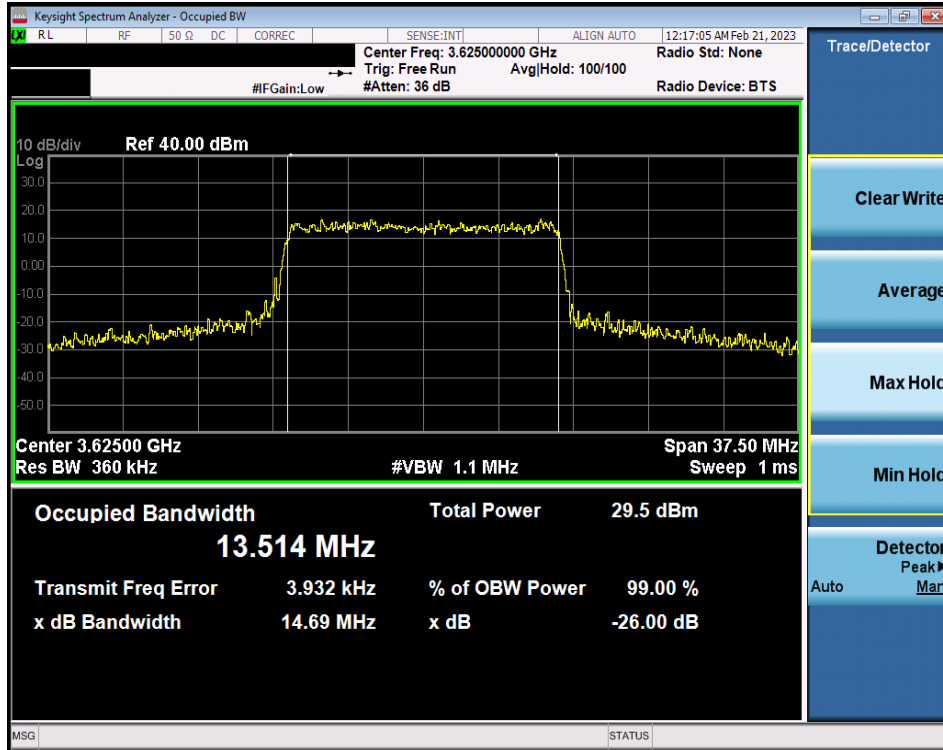 Keysight Spectrum Analyzer - Occupied BW
LXI RL RF 50 Ω DC CORREC SENSE:INT ALIGN AUTO 12:17:05 AM Feb 21, 2023
Center Freq: 3.625000000 GHz Radio Std: None
Trig: Free Run Avg|Hold: 100/100
#IFGain:Low #Atten: 36 dB Radio Device: BTS
10 dB/div Ref 40.00 dBm
Log
30.0
20.0
10.0
0.00
-10.0
-20.0
-30.0
-40.0
-50.0
Center 3.62500 GHz Span 37.50 MHz
Res BW 360 kHz #VBW 1.1 MHz Sweep 1 ms
Occupied Bandwidth Total Power 29.5 dBm
13.514 MHz
Transmit Freq Error 3.932 kHz % of OBW Power 99.00 %
x dB Bandwidth 14.69 MHz x dB -26.00 dB
MSG STATUS
Trace/Detector
Clear Write
Average
Max Hold
Min Hold
Detector
Peak
Auto Man